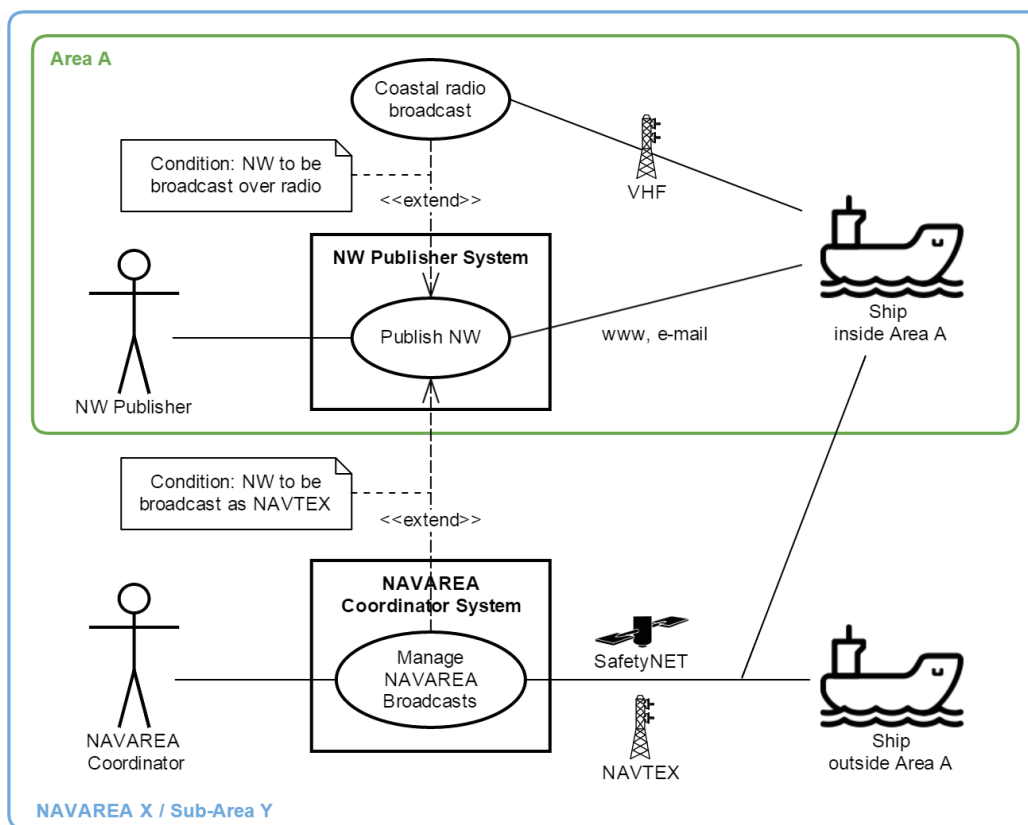 Area A
Coastal radio
broadcast
Condition: NW to be
broadcast over radio
VHF
<<extend>>
NW Publisher System
Publish NW
www, e-mail
Ship
inside Area A
NW Publisher
Condition: NW to be
broadcast as NAVTEX
<<extend>>
NAVAREA
Coordinator System
Manage
NAVAREA
Broadcasts
SafetyNET
NAVTEX
NAVAREA
Coordinator
Ship
outside Area A
NAVAREA X / Sub-Area Y